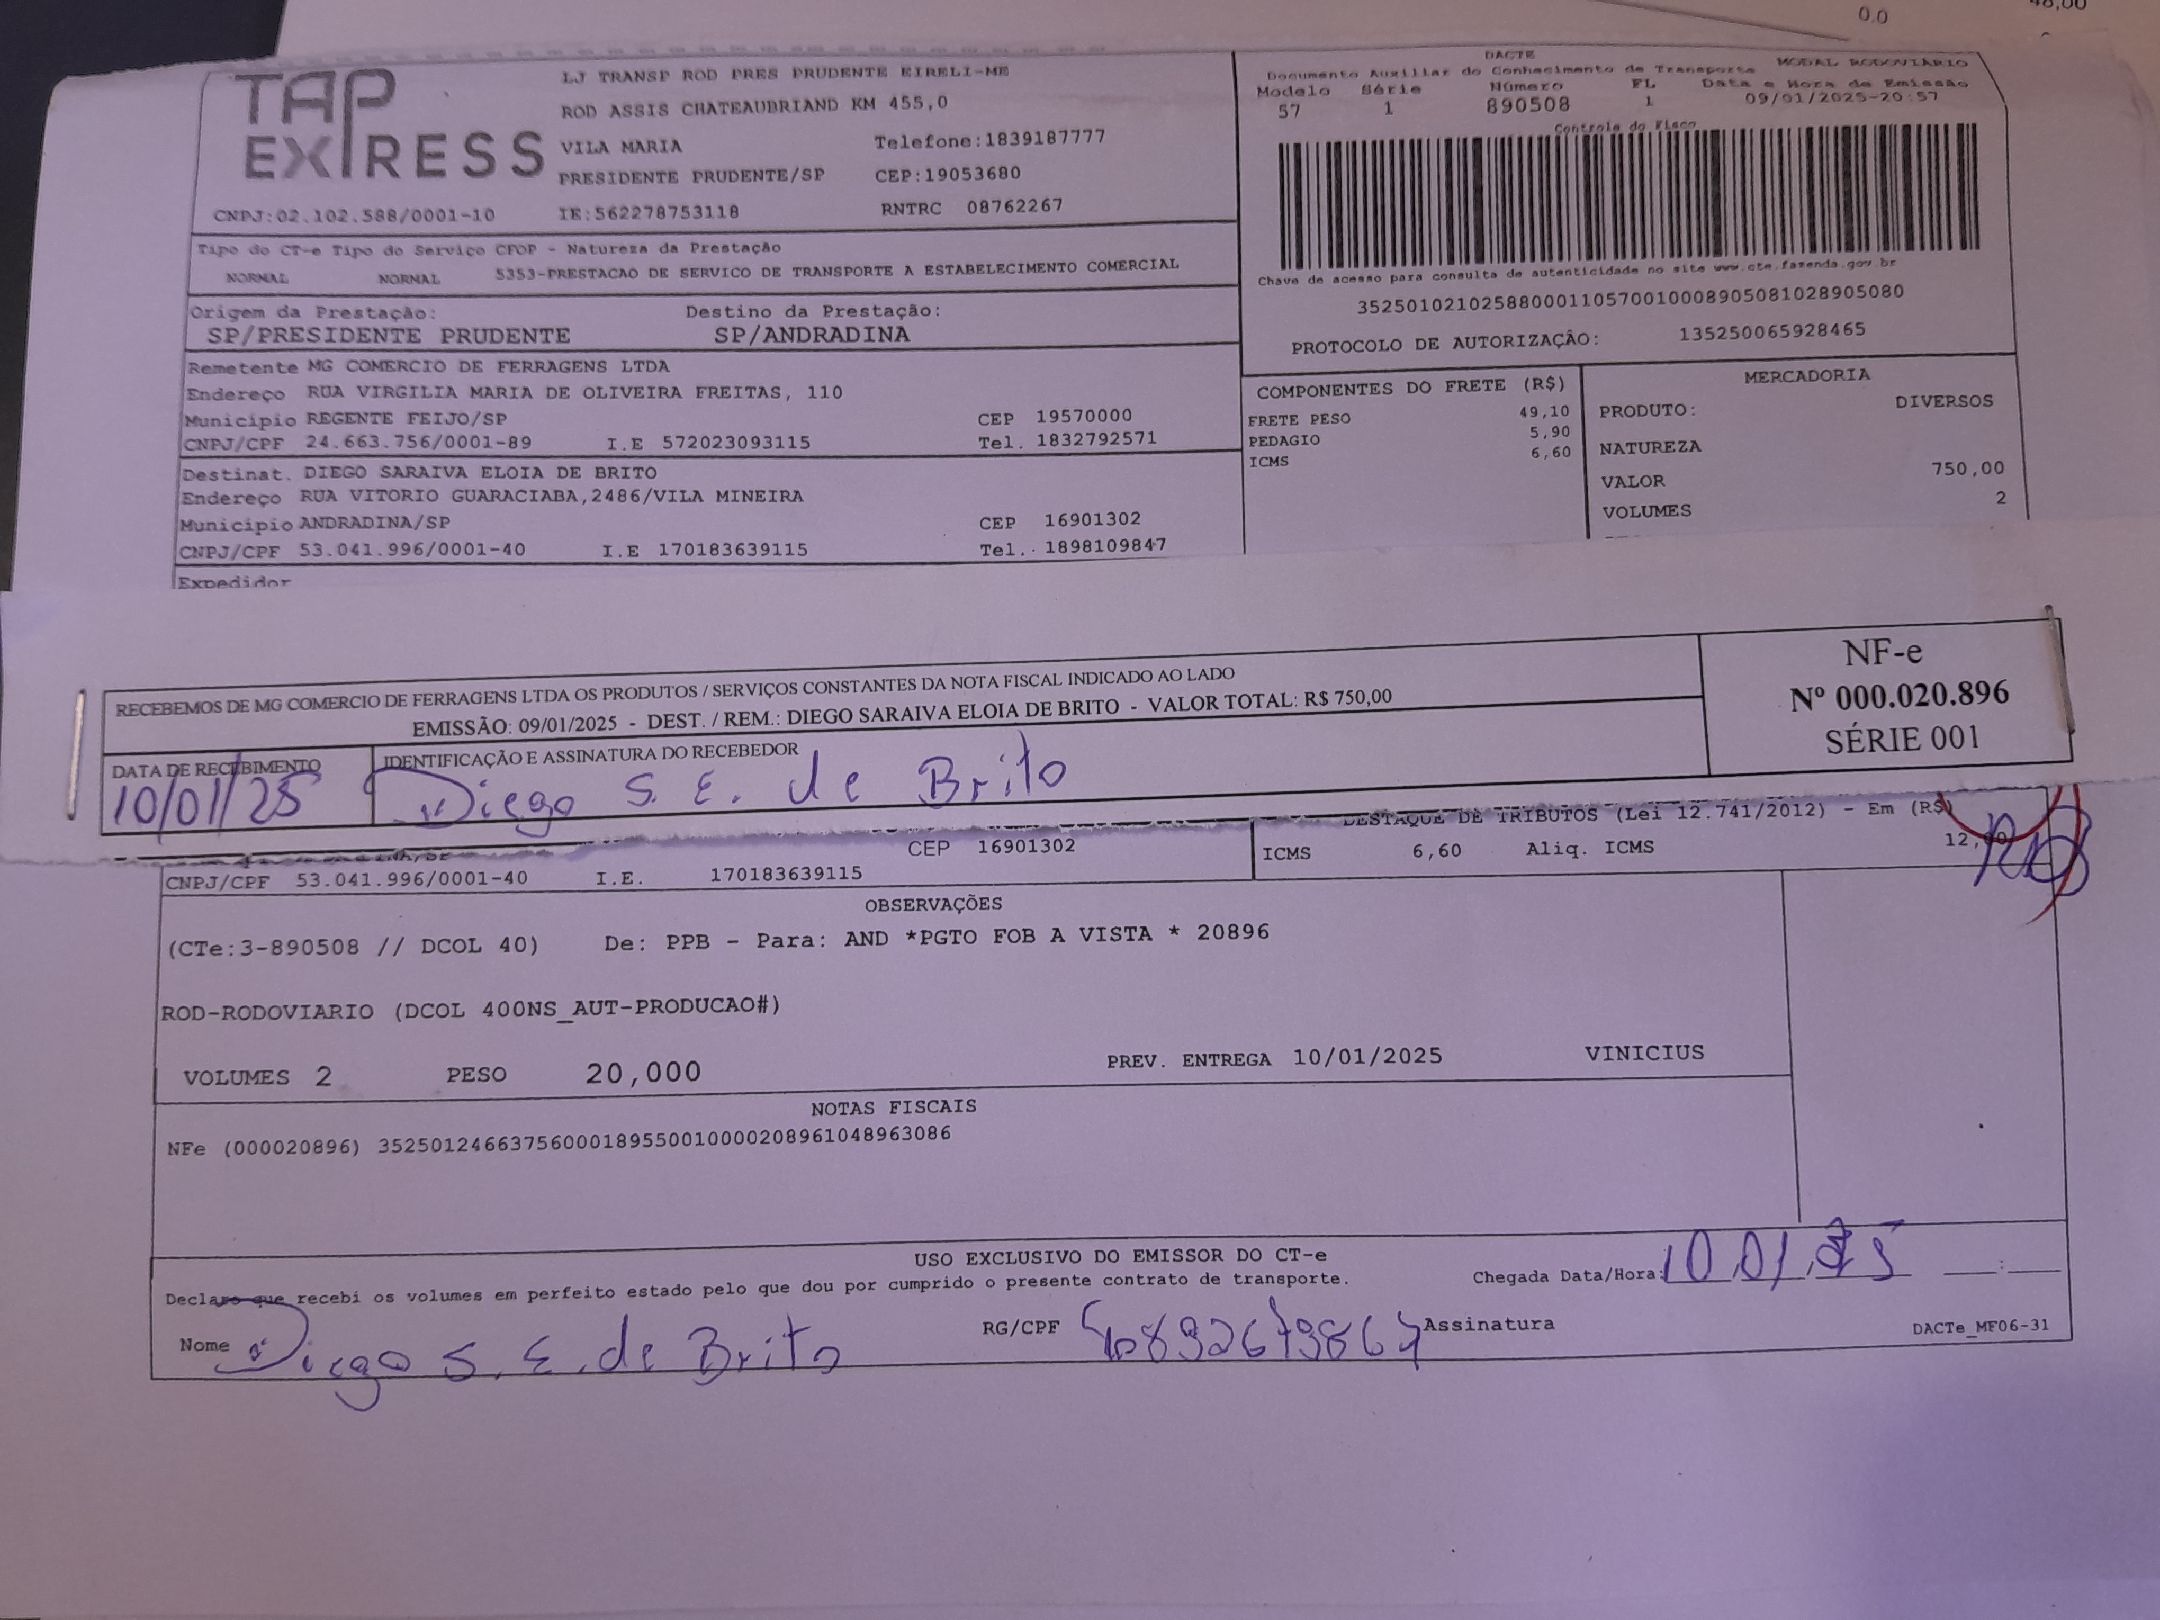 0.0 48,00
TAP EXPRESS
LJ TRANSP ROD PRES PRUDENTE EIRELI-ME
ROD ASSIS CHATEAUBRIAND KM 455,0
VILA MARIA Telefone:1839187777
PRESIDENTE PRUDENTE/SP CEP:19053680
CNPJ:02.102.588/0001-10 IE:562278753118 RNTRC 08762267
DACTE
Documento Auxiliar do Conhecimento de Transporte MODAL RODOVIÁRIO
Modelo Série Número FL Data e Hora de Emissão
57 1 890508 1 09/01/2025-20:57
Controle do Fisco
Chave de acesso para consulta de autenticidade no site www.cte.fazenda.gov.br
35250102102588000110570010008905081028905080
PROTOCOLO DE AUTORIZAÇÃO: 135250065928465
Tipo do CT-e Tipo do Serviço CFOP - Natureza da Prestação
NORMAL NORMAL 5353-PRESTACAO DE SERVICO DE TRANSPORTE A ESTABELECIMENTO COMERCIAL
Origem da Prestação: Destino da Prestação:
SP/PRESIDENTE PRUDENTE SP/ANDRADINA
Remetente MG COMERCIO DE FERRAGENS LTDA
Endereço RUA VIRGILIA MARIA DE OLIVEIRA FREITAS, 110
Município REGENTE FEIJO/SP CEP 19570000
CNPJ/CPF 24.663.756/0001-89 I.E 572023093115 Tel. 1832792571
Destinat. DIEGO SARAIVA ELOIA DE BRITO
Endereço RUA VITORIO GUARACIABA,2486/VILA MINEIRA
Município ANDRADINA/SP CEP 16901302
CNPJ/CPF 53.041.996/0001-40 I.E 170183639115 Tel. 1898109847
Expedidor
COMPONENTES DO FRETE (R$)
FRETE PESO 49,10
PEDAGIO 5,90
ICMS 6,60
MERCADORIA
PRODUTO: DIVERSOS
NATUREZA
VALOR 750,00
VOLUMES 2
RECEBEMOS DE MG COMERCIO DE FERRAGENS LTDA OS PRODUTOS / SERVIÇOS CONSTANTES DA NOTA FISCAL INDICADO AO LADO
EMISSÃO: 09/01/2025 - DEST. / REM.: DIEGO SARAIVA ELOIA DE BRITO - VALOR TOTAL: R$ 750,00
NF-e
Nº 000.020.896
SÉRIE 001
DATA DE RECEBIMENTO IDENTIFICAÇÃO E ASSINATURA DO RECEBEDOR
10/01/25 Diego S. E. de Brito
DESTAQUE DE TRIBUTOS (Lei 12.741/2012) - Em (R$)
CEP 16901302 ICMS 6,60 Aliq. ICMS
CNPJ/CPF 53.041.996/0001-40 I.E. 170183639115
OBSERVAÇÕES
(CTe:3-890508 // DCOL 40) De: PPB - Para: AND *PGTO FOB A VISTA * 20896
ROD-RODOVIARIO (DCOL 400NS_AUT-PRODUCAO#)
VOLUMES 2 PESO 20,000 PREV. ENTREGA 10/01/2025 VINICIUS
NOTAS FISCAIS
NFe (000020896) 35250124663756000189550010000208961048963086
USO EXCLUSIVO DO EMISSOR DO CT-e
Declaro que recebi os volumes em perfeito estado pelo que dou por cumprido o presente contrato de transporte. Chegada Data/Hora: 10.01.25 :
Nome Diego S. E. de Brito RG/CPF Assinatura DACTe_MF06-31